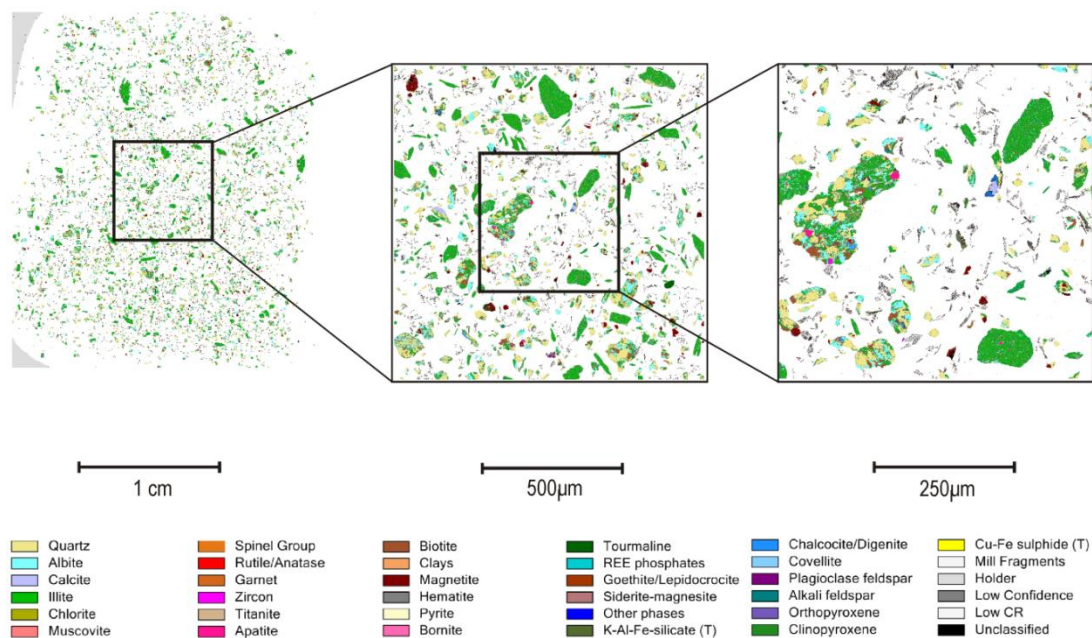 1 cm
500µm
250µm
Quartz
Albite
Calcite
Illite
Chlorite
Muscovite
Spinel Group
Rutile/Anatase
Garnet
Zircon
Titanite
Apatite
Biotite
Clays
Magnetite
Hematite
Pyrite
Bornite
Tourmaline
REE phosphates
Goethite/Lepidocrocite
Siderite-magnesite
Other phases
K-Al-Fe-silicate (T)
Chalcocite/Digenite
Covellite
Plagioclase feldspar
Alkali feldspar
Orthopyroxene
Clinopyroxene
Cu-Fe sulphide (T)
Mill Fragments
Holder
Low Confidence
Low CR
Unclassified